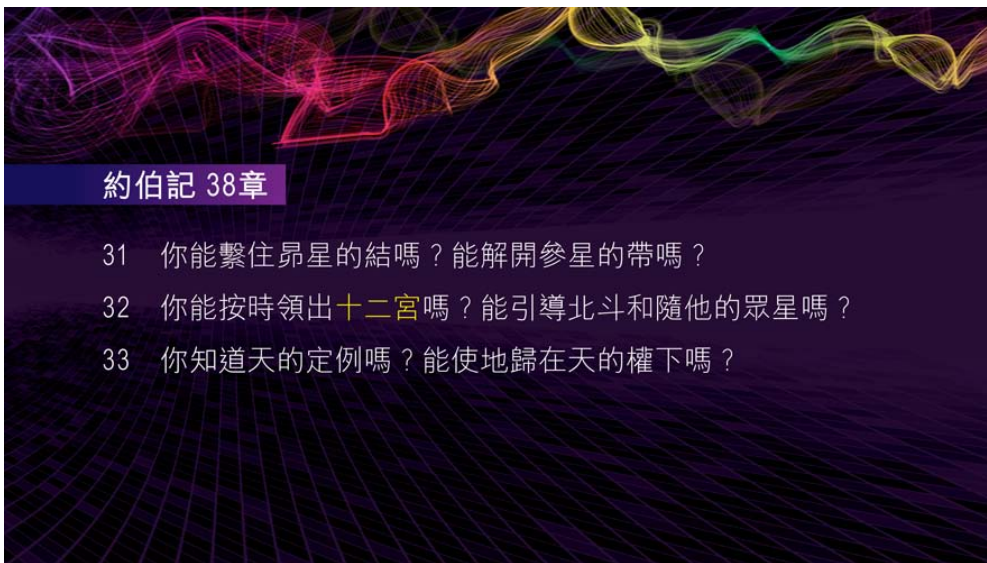 約伯記 38章
31 你能繫住昴星的結嗎？能解開參星的帶嗎？
32 你能按時領出十二宮嗎？能引導北斗和隨他的眾星嗎？
33 你知道天的定例嗎？能使地歸在天的權下嗎？